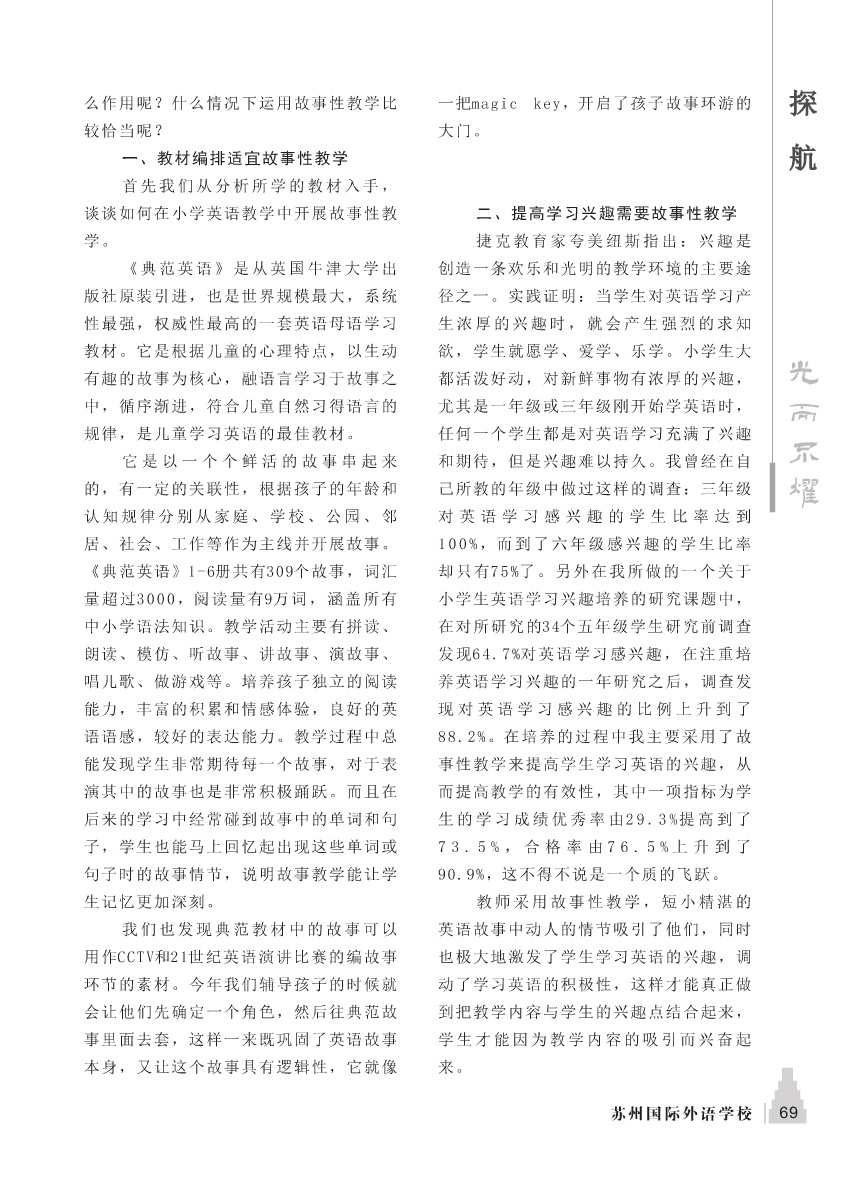 么作用呢？什么情况下运用故事性教学比
较恰当呢？
一、教材编排适宜故事性教学
首先我们从分析所学的教材入手，
谈谈如何在小学英语教学中开展故事性教
学。
《典范英语》是从英国牛津大学出
版社原装引进，也是世界规模最大，系统
性最强，权威性最高的一套英语母语学习
教材。它是根据儿童的心理特点，以生动
有趣的故事为核心，融语言学习于故事之
中，循序渐进，符合儿童自然习得语言的
规律，是儿童学习英语的最佳教材。
它是以一个个鲜活的故事串起来
的，有一定的关联性，根据孩子的年龄和
认知规律分别从家庭、学校、公园、邻
居、社会、工作等作为主线并开展故事。
《典范英语》1-6册共有309个故事，词汇
量超过3000，阅读量有9万词，涵盖所有
中小学语法知识。教学活动主要有拼读、
朗读、模仿、听故事、讲故事、演故事、
唱儿歌、做游戏等。培养孩子独立的阅读
能力，丰富的积累和情感体验，良好的英
语语感，较好的表达能力。教学过程中总
能发现学生非常期待每一个故事，对于表
演其中的故事也是非常积极踊跃。而且在
后来的学习中经常碰到故事中的单词和句
子，学生也能马上回忆起出现这些单词或
句子时的故事情节，说明故事教学能让学
生记忆更加深刻。
我们也发现典范教材中的故事可以
用作CCTV和21世纪英语演讲比赛的编故事
环节的素材。今年我们辅导孩子的时候就
会让他们先确定一个角色，然后往典范故
事里面去套，这样一来既巩固了英语故事
本身，又让这个故事具有逻辑性，它就像
一把magic key，开启了孩子故事环游的
大门。
二、提高学习兴趣需要故事性教学
捷克教育家夸美纽斯指出：兴趣是
创造一条欢乐和光明的教学环境的主要途
径之一。实践证明：当学生对英语学习产
生浓厚的兴趣时，就会产生强烈的求知
欲，学生就愿学、爱学、乐学。小学生大
都活泼好动，对新鲜事物有浓厚的兴趣，
尤其是一年级或三年级刚开始学英语时，
任何一个学生都是对英语学习充满了兴趣
和期待，但是兴趣难以持久。我曾经在自
己所教的年级中做过这样的调查：三年级
对英语学习感兴趣的学生比率达到
100%，而到了六年级感兴趣的学生比率
却只有75%了。另外在我所做的一个关于
小学生英语学习兴趣培养的研究课题中，
在对所研究的34个五年级学生研究前调查
发现64.7%对英语学习感兴趣，在注重培
养英语学习兴趣的一年研究之后，调查发
现对英语学习感兴趣的比例上升到了
88.2%。在培养的过程中我主要采用了故
事性教学来提高学生学习英语的兴趣，从
而提高教学的有效性，其中一项指标为学
生的学习成绩优秀率由29.3%提高到了
73.5%，合格率由76.5%上升到了
90.9%，这不得不说是一个质的飞跃。
教师采用故事性教学，短小精湛的
英语故事中动人的情节吸引了他们，同时
也极大地激发了学生学习英语的兴趣，调
动了学习英语的积极性，这样才能真正做
到把教学内容与学生的兴趣点结合起来，
学生才能因为教学内容的吸引而兴奋起
来。
探航
光而不耀
苏州国际外语学校 69